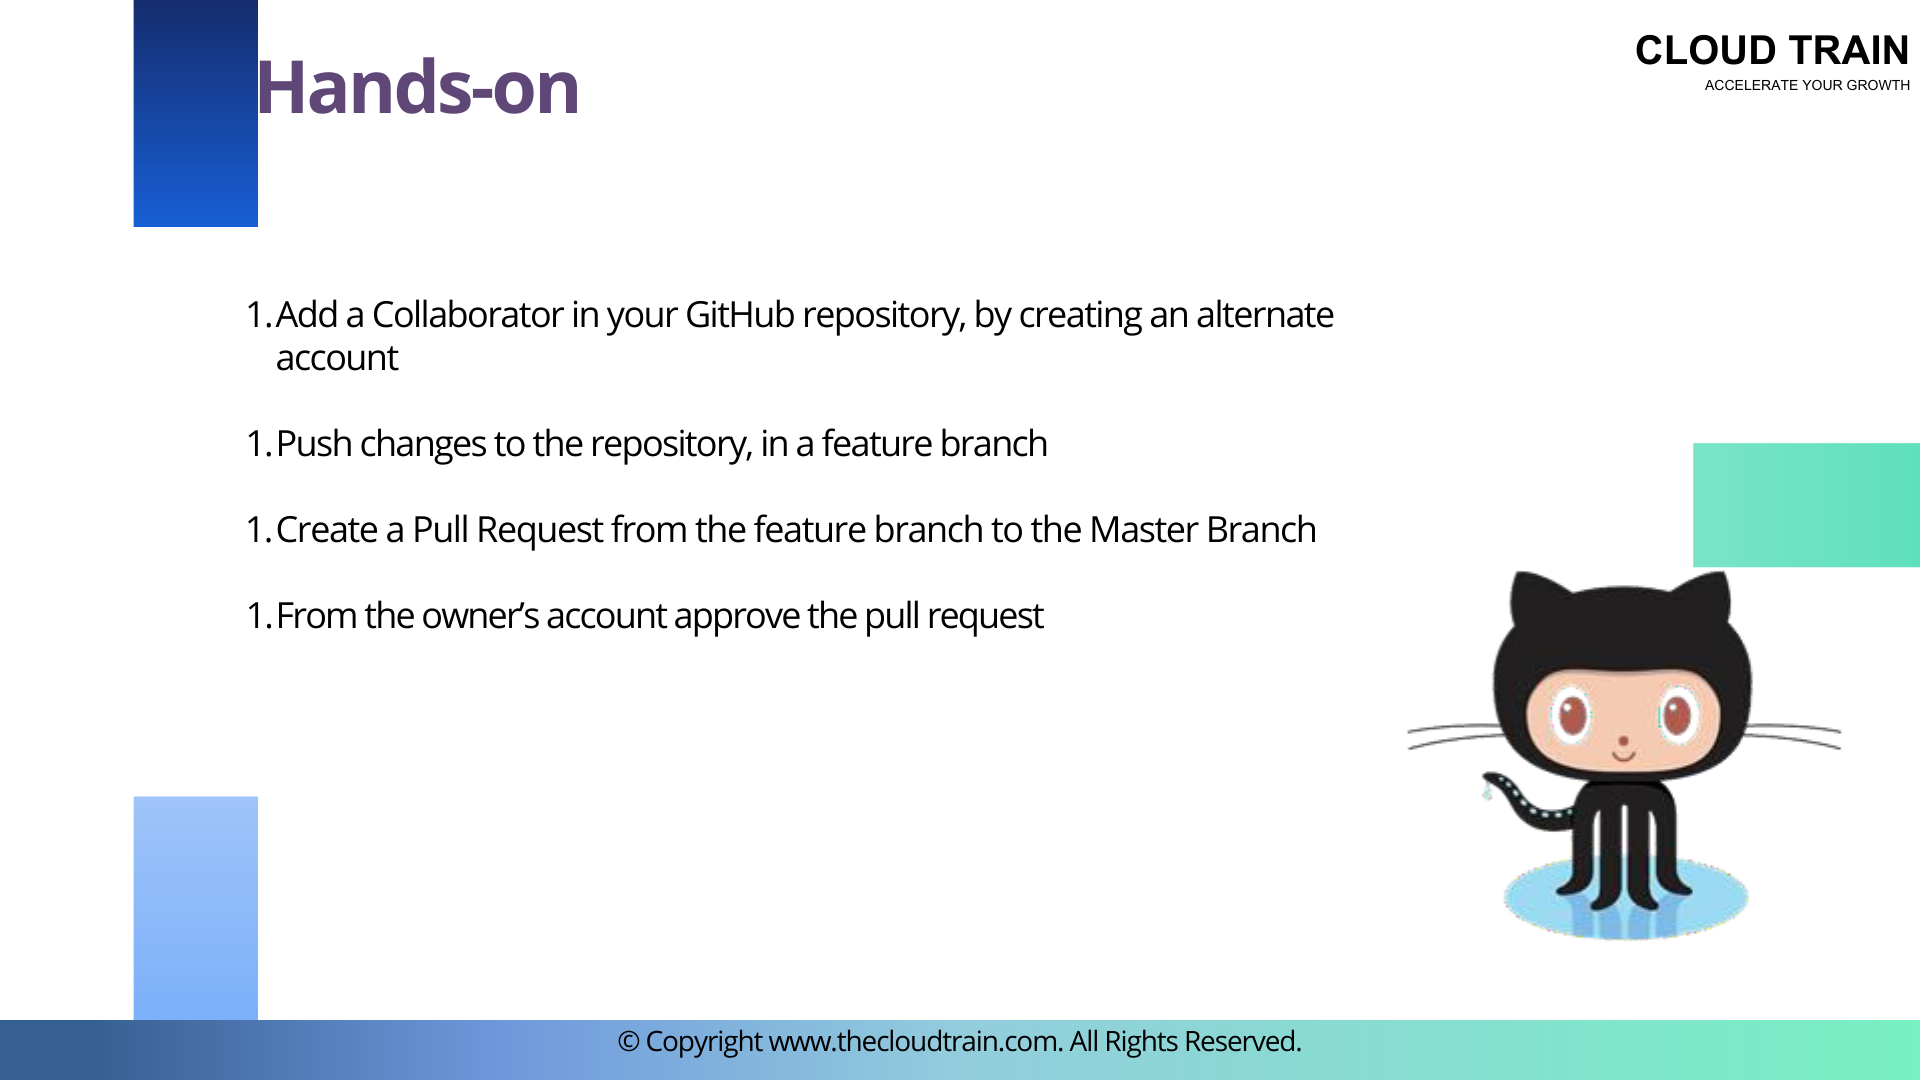 Hands-on
CLOUD TRAIN
ACCELERATE YOUR GROWTH
1. Add a Collaborator in your GitHub repository, by creating an alternate
account
1. Push changes to the repository, in a feature branch
1. Create a Pull Request from the feature branch to the Master Branch
1. From the owner’s account approve the pull request
© Copyright www.thecloudtrain.com. All Rights Reserved.